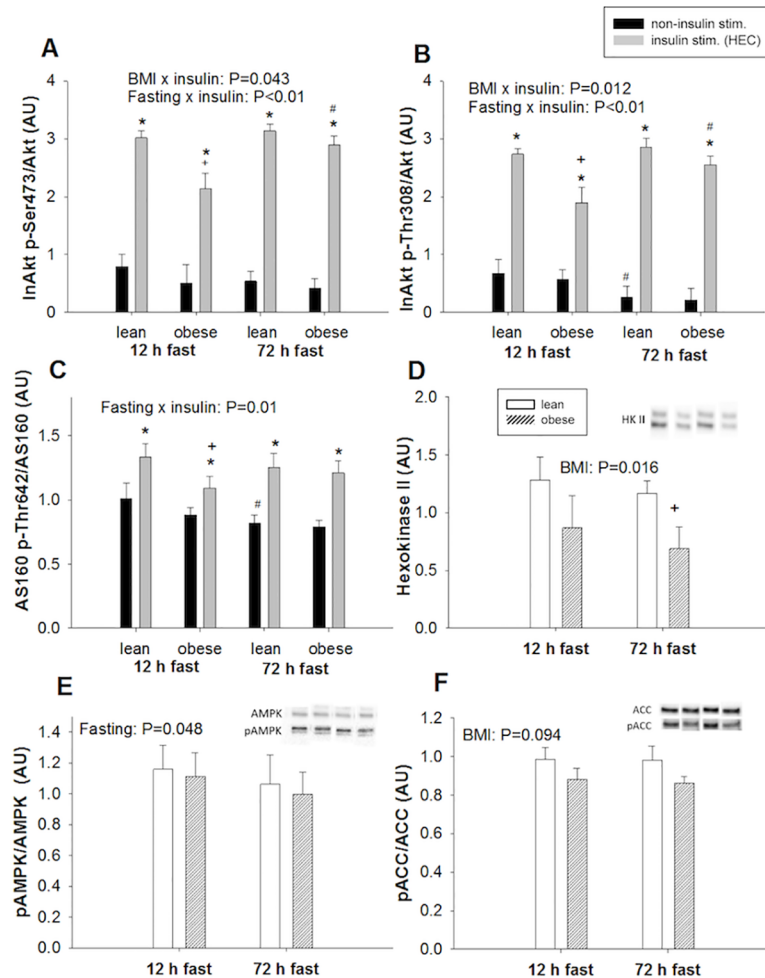 non-insulin stim.
insulin stim. (HEC)
A
BMI x insulin: P=0.043
Fasting x insulin: P<0.01
lnAkt p-Ser473/Akt (AU)
4
3
2
1
0
*
*
+
*
#
*
lean obese lean obese
12 h fast 72 h fast
B
BMI x insulin: P=0.012
Fasting x insulin: P<0.01
lnAkt p-Thr308/Akt (AU)
4
3
2
1
0
*
+
*
#
*
#
*
lean obese lean obese
12 h fast 72 h fast
C
Fasting x insulin: P=0.01
AS160 p-Thr642/AS160 (AU)
1.5
1.0
0.5
0.0
*
+
*
#
*
*
lean obese lean obese
12 h fast 72 h fast
D
lean
obese
HK II
BMI: P=0.016
Hexokinase II (AU)
2.0
1.5
1.0
0.5
0.0
+
12 h fast 72 h fast
E
AMPK
pAMPK
Fasting: P=0.048
pAMPK/AMPK (AU)
1.4
1.2
1.0
0.8
0.6
0.4
0.2
0.0
12 h fast 72 h fast
F
ACC
pACC
BMI: P=0.094
pACC/ACC (AU)
1.2
1.0
0.8
0.6
0.4
0.2
0.0
12 h fast 72 h fast